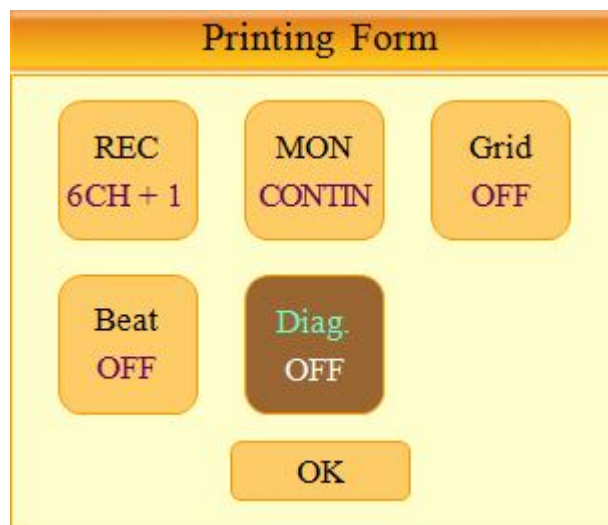 Printing Form
REC
6CH + 1
MON
CONTIN
Grid
OFF
Beat
OFF
Diag.
OFF
OK